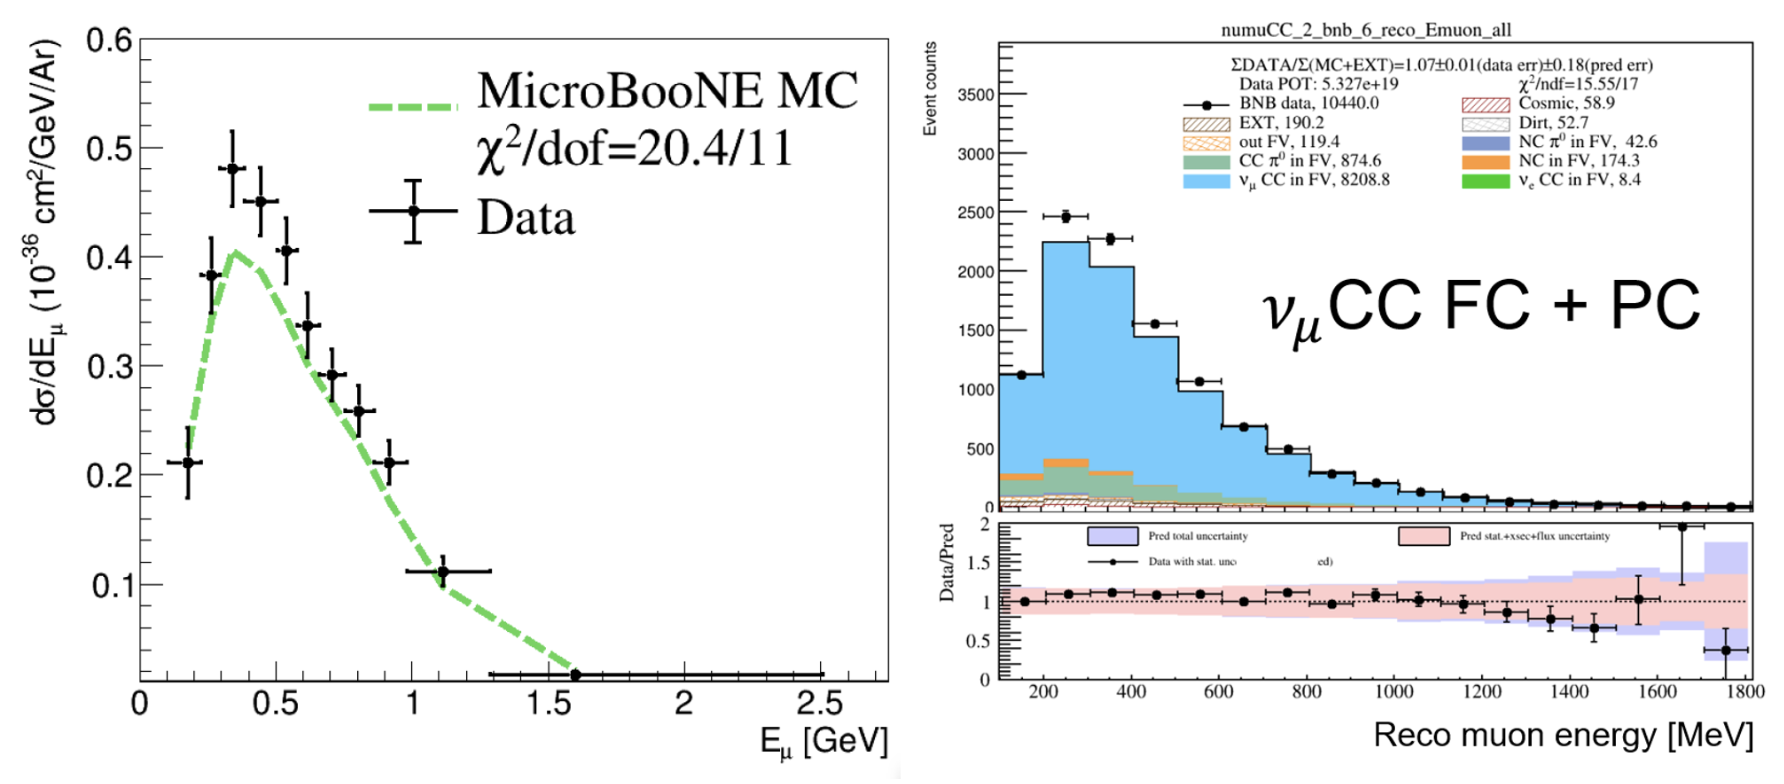 0.6
0.5
0.4
0.3
0.2
0.1
dσ/dEμ (10-36 cm2/GeV/Ar)
MicroBooNE MC
χ2/dof=20.4/11
Data
0 0.5 1 1.5 2 2.5
Eμ [GeV]
numuCC_2_bnb_6_reco_Emuon_all
Event counts
ΣDATA/Σ(MC+EXT)=1.07±0.01(data err)±0.18(pred err)
Data POT: 5.327e+19 χ2/ndf=15.55/17
BNB data, 10440.0 Cosmic, 58.9
EXT, 190.2 Dirt, 52.7
out FV, 119.4 NC π0 in FV, 42.6
CC π0 in FV, 874.6 NC in FV, 174.3
νμ CC in FV, 8208.8 νe CC in FV, 8.4
3500
3000
2500
2000
1500
1000
500
0
νμCC FC + PC
Data/Pred
2
1.5
1
0.5
0
Pred total uncertainty Pred stat.+xsec+flux uncertainty
Data with stat. unc ed)
200 400 600 800 1000 1200 1400 1600 1800
Reco muon energy [MeV]